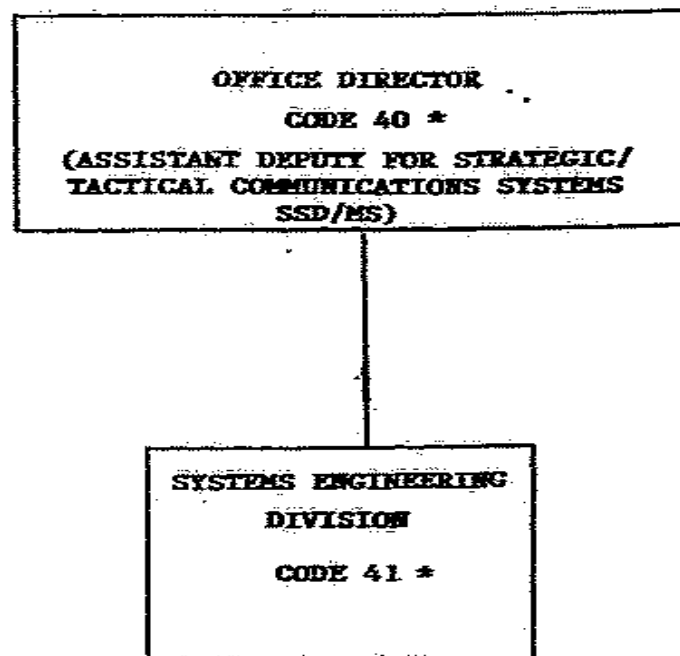 OFFICE DIRECTOR
CODE 40 *
(ASSISTANT DEPUTY FOR STRATEGIC/
TACTICAL COMMUNICATIONS SYSTEMS
SSD/MS)
SYSTEMS ENGINEERING
DIVISION
CODE 41 *